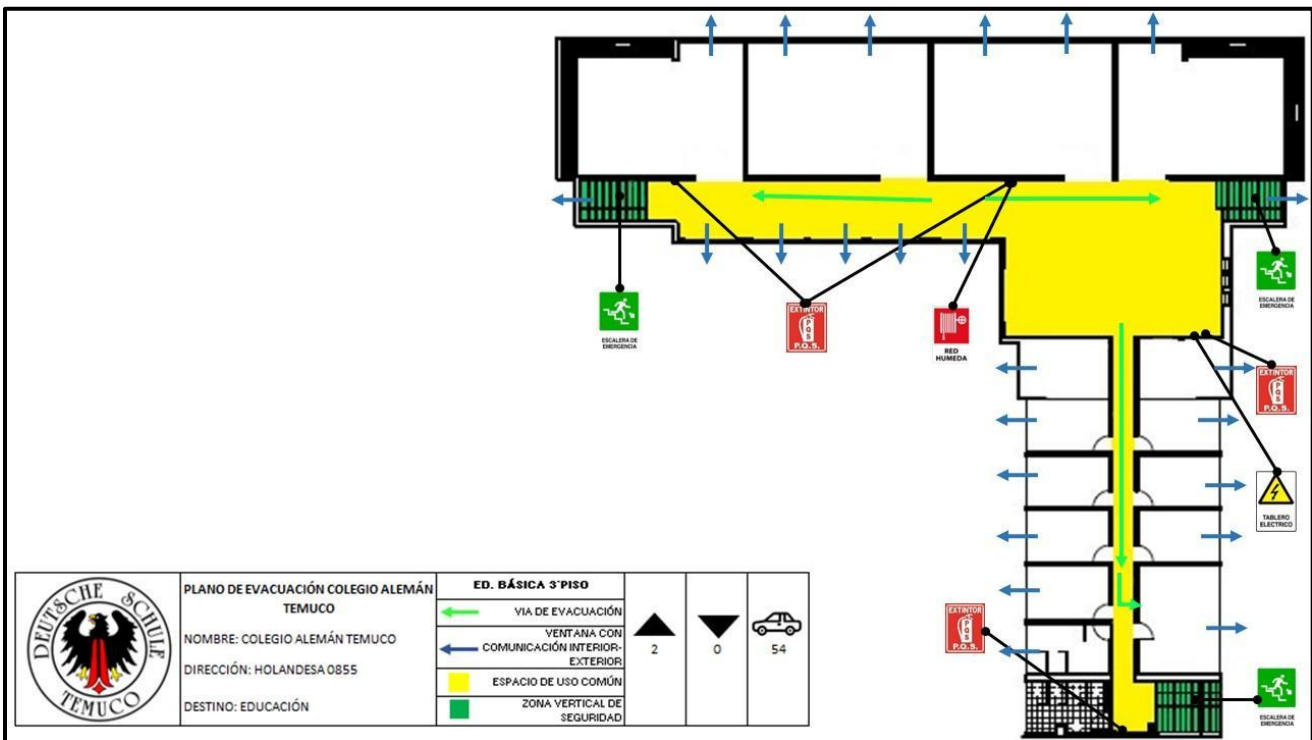 ESCALERA DE
EMERGENCIA
EXTINTOR
PQS
P.Q.S.
RED
HUMEDA
ESCALERA DE
EMERGENCIA
EXTINTOR
PQS
P.Q.S.
TABLERO
ELECTRICO
EXTINTOR
PQS
P.Q.S.
ESCALERA DE
EMERGENCIA
DEUTSCHE SCHULE
TEMUCO
PLANO DE EVACUACIÓN COLEGIO ALEMÁN
TEMUCO
NOMBRE: COLEGIO ALEMÁN TEMUCO
DIRECCIÓN: HOLANDESA 0855
DESTINO: EDUCACIÓN
ED. BÁSICA 3°PISO
VIA DE EVACUACIÓN
VENTANA CON
COMUNICACIÓN INTERIOR-
EXTERIOR
ESPACIO DE USO COMÚN
ZONA VERTICAL DE
SEGURIDAD
2
0
54